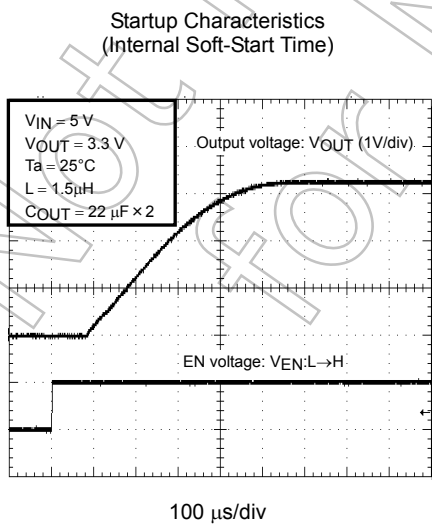 Startup Characteristics
(Internal Soft-Start Time)
VIN = 5 V
VOUT = 3.3 V
Ta = 25°C
L = 1.5μH
COUT = 22 μF × 2
Output voltage: VOUT (1V/div)
EN voltage: VEN:L→H
100 μs/div